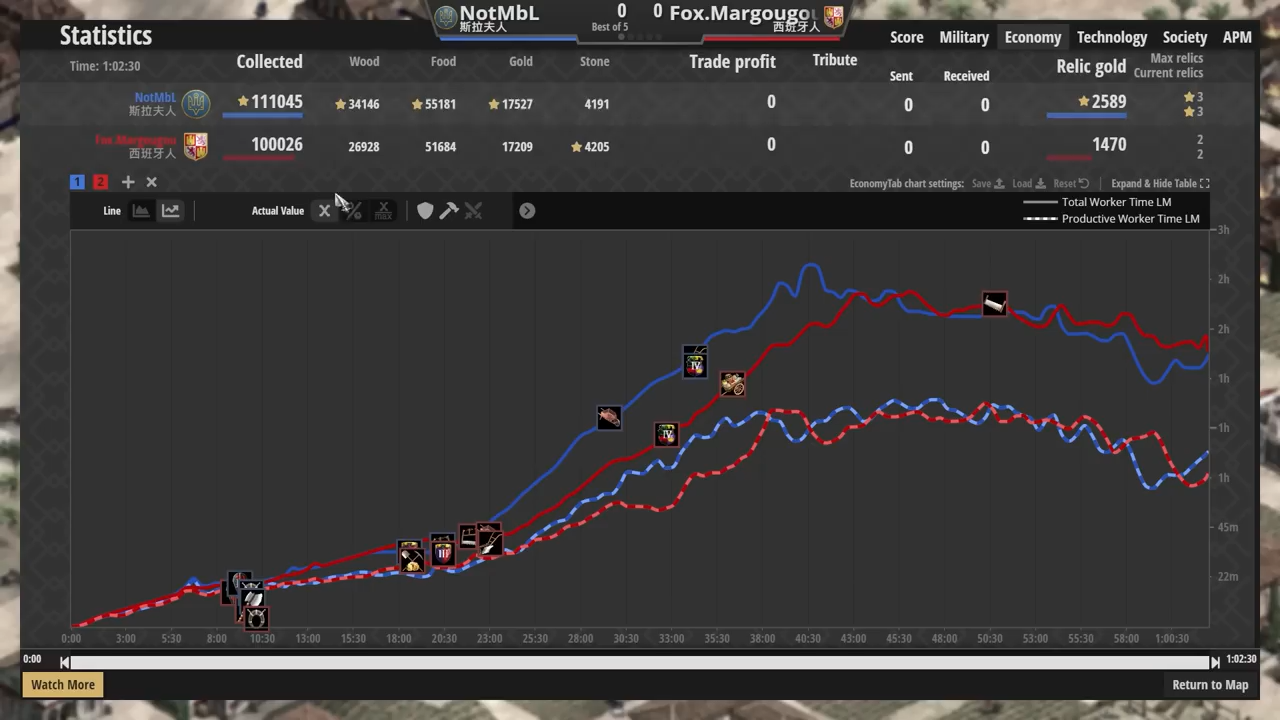 NotMbL
斯拉夫人
0 0
Best of 5
Fox.Margougou
西班牙人
Statistics
Score Military Economy Technology Society APM
Time: 1:02:30
Collected Wood Food Gold Stone Trade profit Tribute Sent Received Relic gold Max relics
Current relics
NotMbL
斯拉夫人
111045 34146 55181 17527 4191 0 0 0 2589 3
3
Fox.Margougou
西班牙人
100026 26928 51684 17209 4205 0 0 0 1470 2
2
1 2
EconomyTab chart settings: Save Load Reset Expand & Hide Table
Line Actual Value X % X max
Total Worker Time LM
Productive Worker Time LM
3h
2h
2h
1h
1h
1h
45m
22m
IV
IV
III
0:00 3:00 5:30 8:00 10:30 13:00 15:30 18:00 20:30 23:00 25:30 28:00 30:30 33:00 35:30 38:00 40:30 43:00 45:30 48:00 50:30 53:00 55:30 58:00 1:00:30
0:00 1:02:30
Watch More Return to Map